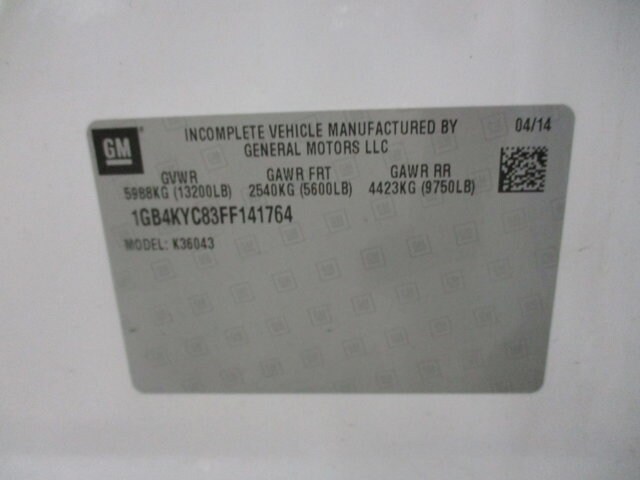 GM
INCOMPLETE VEHICLE MANUFACTURED BY
GENERAL MOTORS LLC
04/14
GVWR GAWR FRT GAWR RR
5988KG (13200LB) 2540KG (5600LB) 4423KG (9750LB)
1GB4KYC83FF141764
MODEL: K36043